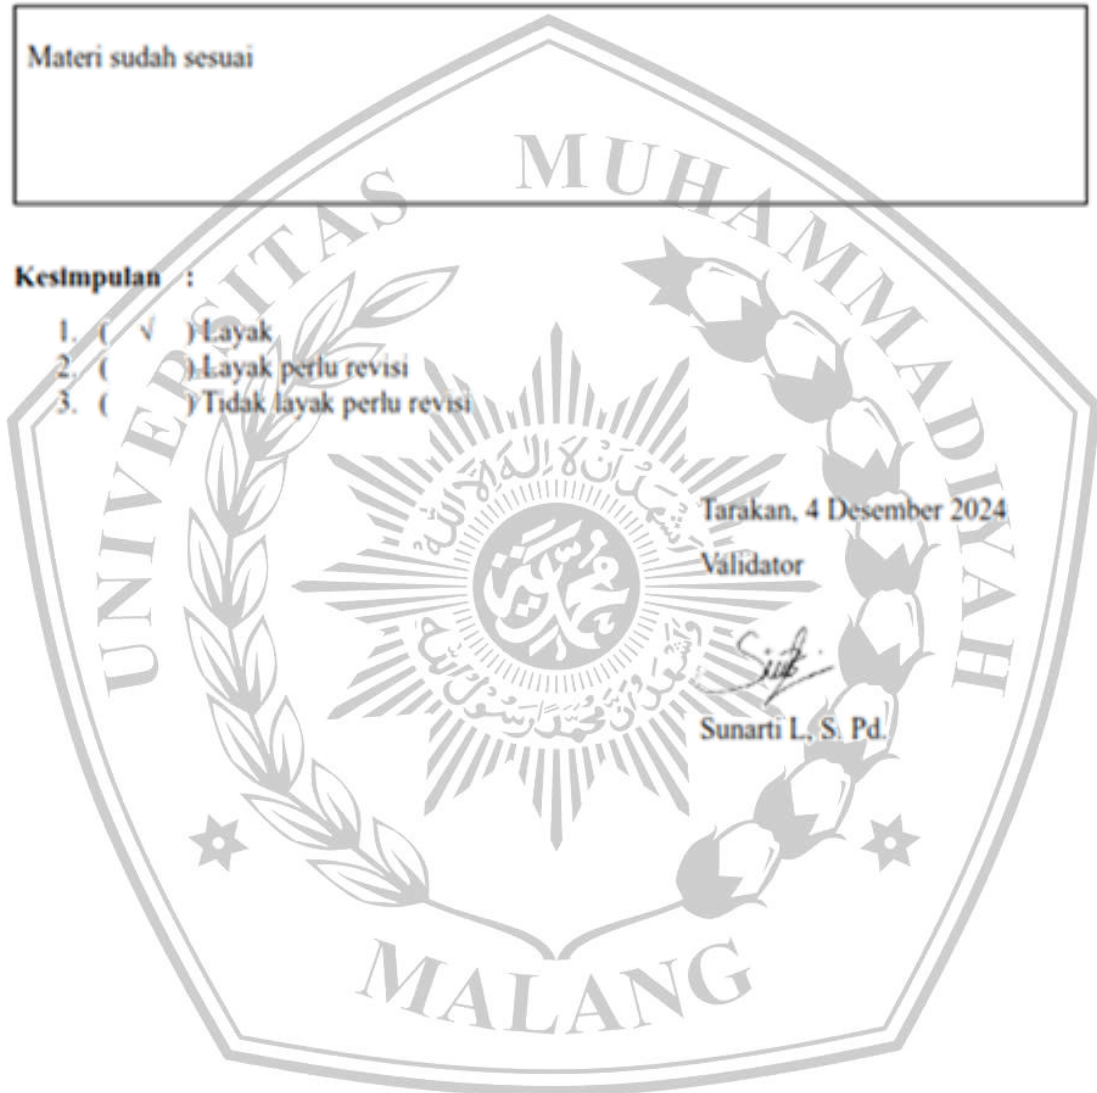 Materi sudah sesuai
Kesimpulan :
1. ( √ ) Layak
2. ( ) Layak perlu revisi
3. ( ) Tidak layak perlu revisi
Tarakan, 4 Desember 2024
Validator
Sunarti L, S. Pd.
UNIVERSITAS MUHAMMADIYAH
MALANG